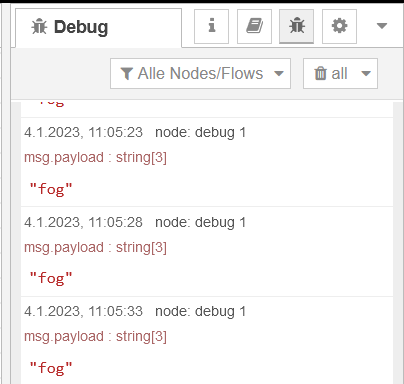 Debug
Alle Nodes/Flows
all
"fog"
4.1.2023, 11:05:23 node: debug 1
msg.payload : string[3]
"fog"
4.1.2023, 11:05:28 node: debug 1
msg.payload : string[3]
"fog"
4.1.2023, 11:05:33 node: debug 1
msg.payload : string[3]
"fog"